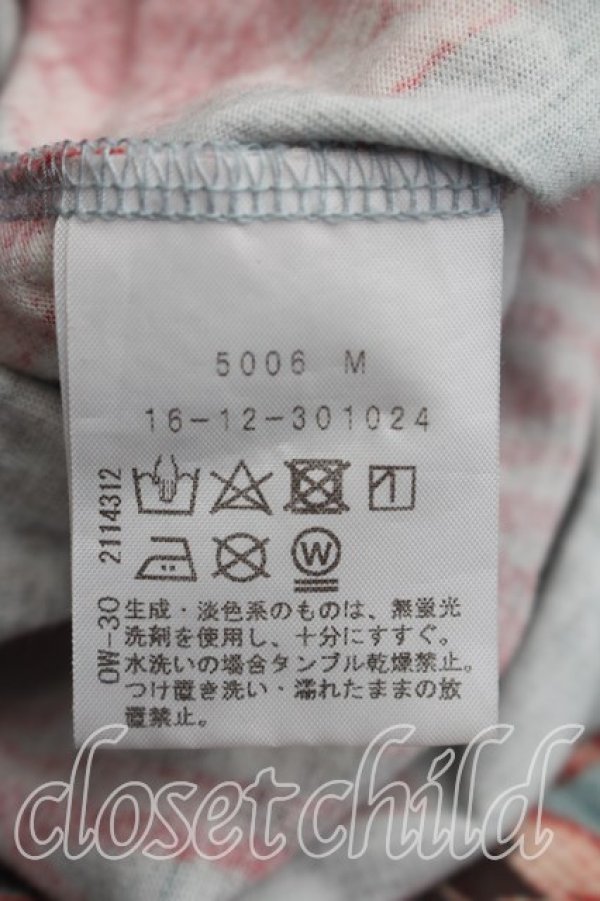 5006 M
16-12-301024
W
生成・淡色系のものは、無蛍光
洗剤を使用し、十分にすすぐ。
水洗いの場合タンブル乾燥禁止。
つけ置き洗い・濡れたままの放
置禁止。
OW-30 2114312
closet child